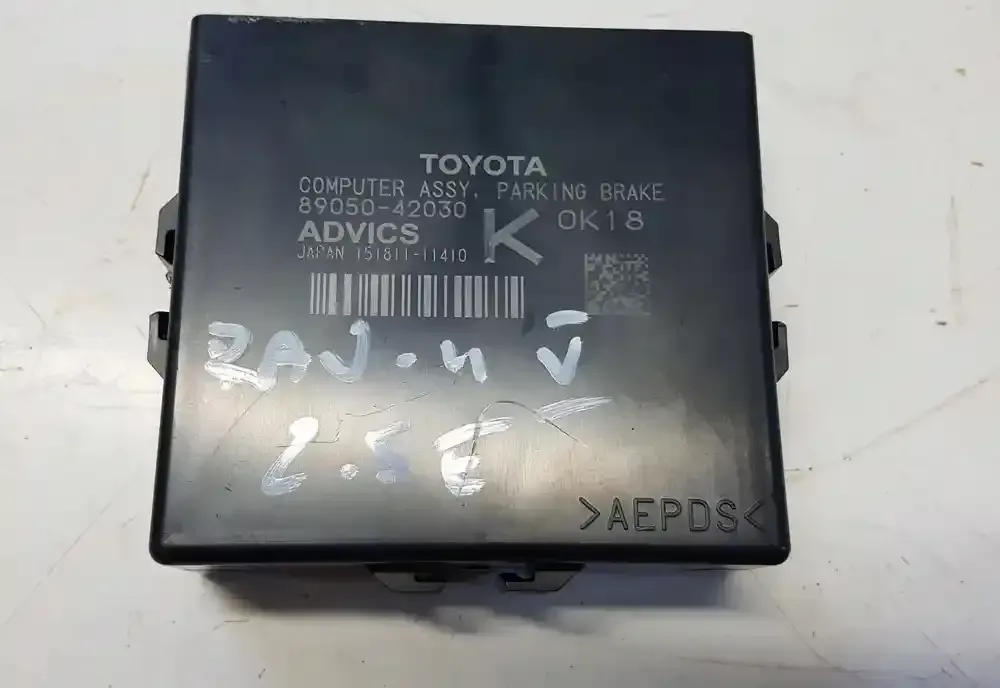 TOYOTA
COMPUTER ASSY, PARKING BRAKE
89050-42030
K 0K18
ADVICS
JAPAN 151811-11410
RAV-4 V
2.5 E
>AEPDS<